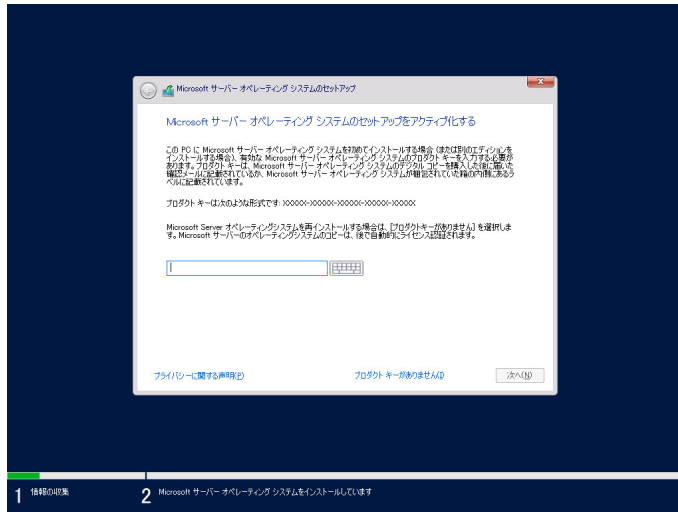 Microsoft サーバー オペレーティング システムのセットアップ
Microsoft サーバー オペレーティング システムのセットアップをアクティブ化する
この PC に Microsoft サーバー オペレーティング システムを初めてインストールする場合 (または別のエディションを
インストールする場合)、有効な Microsoft サーバー オペレーティング システムのプロダクト キーを入力する必要が
あります。プロダクト キーは、Microsoft サーバー オペレーティング システムのデジタル コピーを購入した後に届いた
確認メールに記載されているか、Microsoft サーバー オペレーティング システムが梱包されていた箱の内側にあるラ
ベルに記載されています。
プロダクト キーは次のような形式です: XXXXX-XXXXX-XXXXX-XXXXX-XXXXX
Microsoft Server オペレーティングシステムを再インストールする場合は、[プロダクトキーがありません] を選択しま
す。Microsoft サーバーのオペレーティングシステムのコピーは、後で自動的にライセンス認証されます。
プライバシーに関する声明(P)
プロダクト キーがありません(I)
次へ(N)
1 情報の収集
2 Microsoft サーバー オペレーティング システムをインストールしています